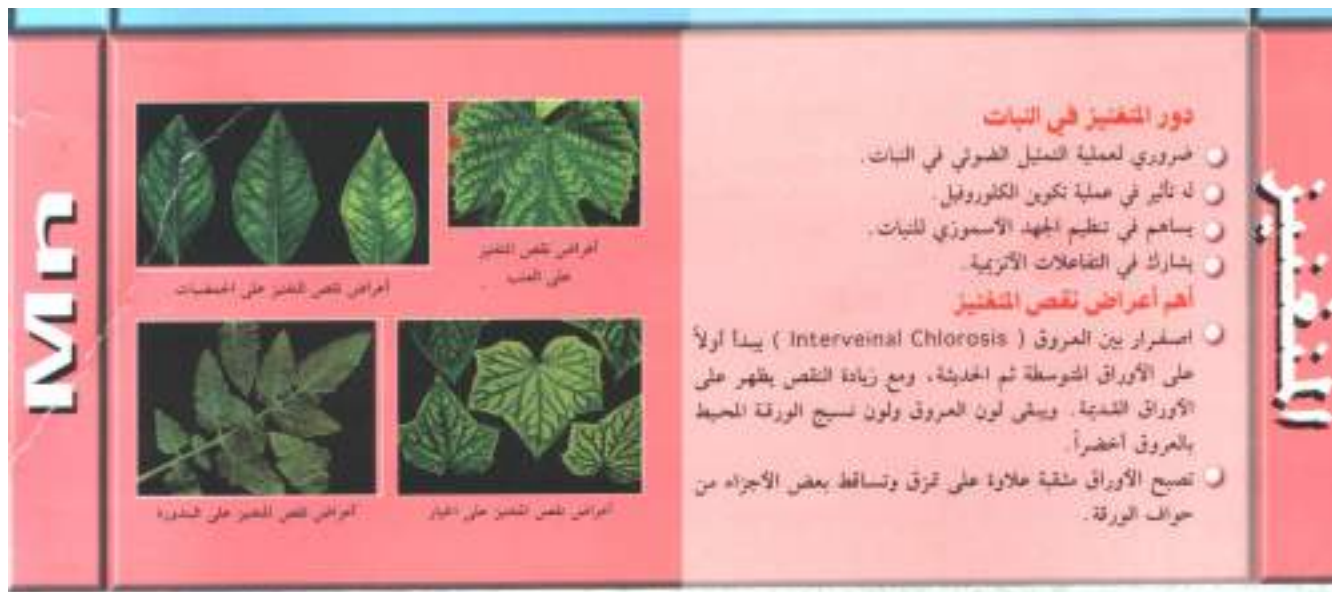 المنغنيز
دور المنغنيز في النبات
ضروري لعملية التمثيل الضوئي في النبات.
له تأثير في عملية تكوين الكلوروفيل.
يساهم في تنظيم الجهد الآسموزي للنبات.
يشارك في التفاعلات الآنزيمية.
أهم أعراض نقص المنغنيز
اصفرار بين العروق ( Interveinal Chlorosis ) يبدأ أولاً
على الأوراق المتوسطة ثم الحديثة، ومع زيادة النقص يظهر على
الأوراق القديمة. ويبقى لون العروق ولون نسيج الورقة المحيط
بالعروق أخضراً.
تصبح الأوراق مثقبة علاوة على تمزق وتساقط بعض الأجزاء من
حواف الورقة.
أعراض نقص المنغنيز
على العنب
أعراض نقص المنغنيز على الحمضيات
أعراض نقص المنغنيز على الخيار
أعراض نقص المنغنيز على البندورة
Mn